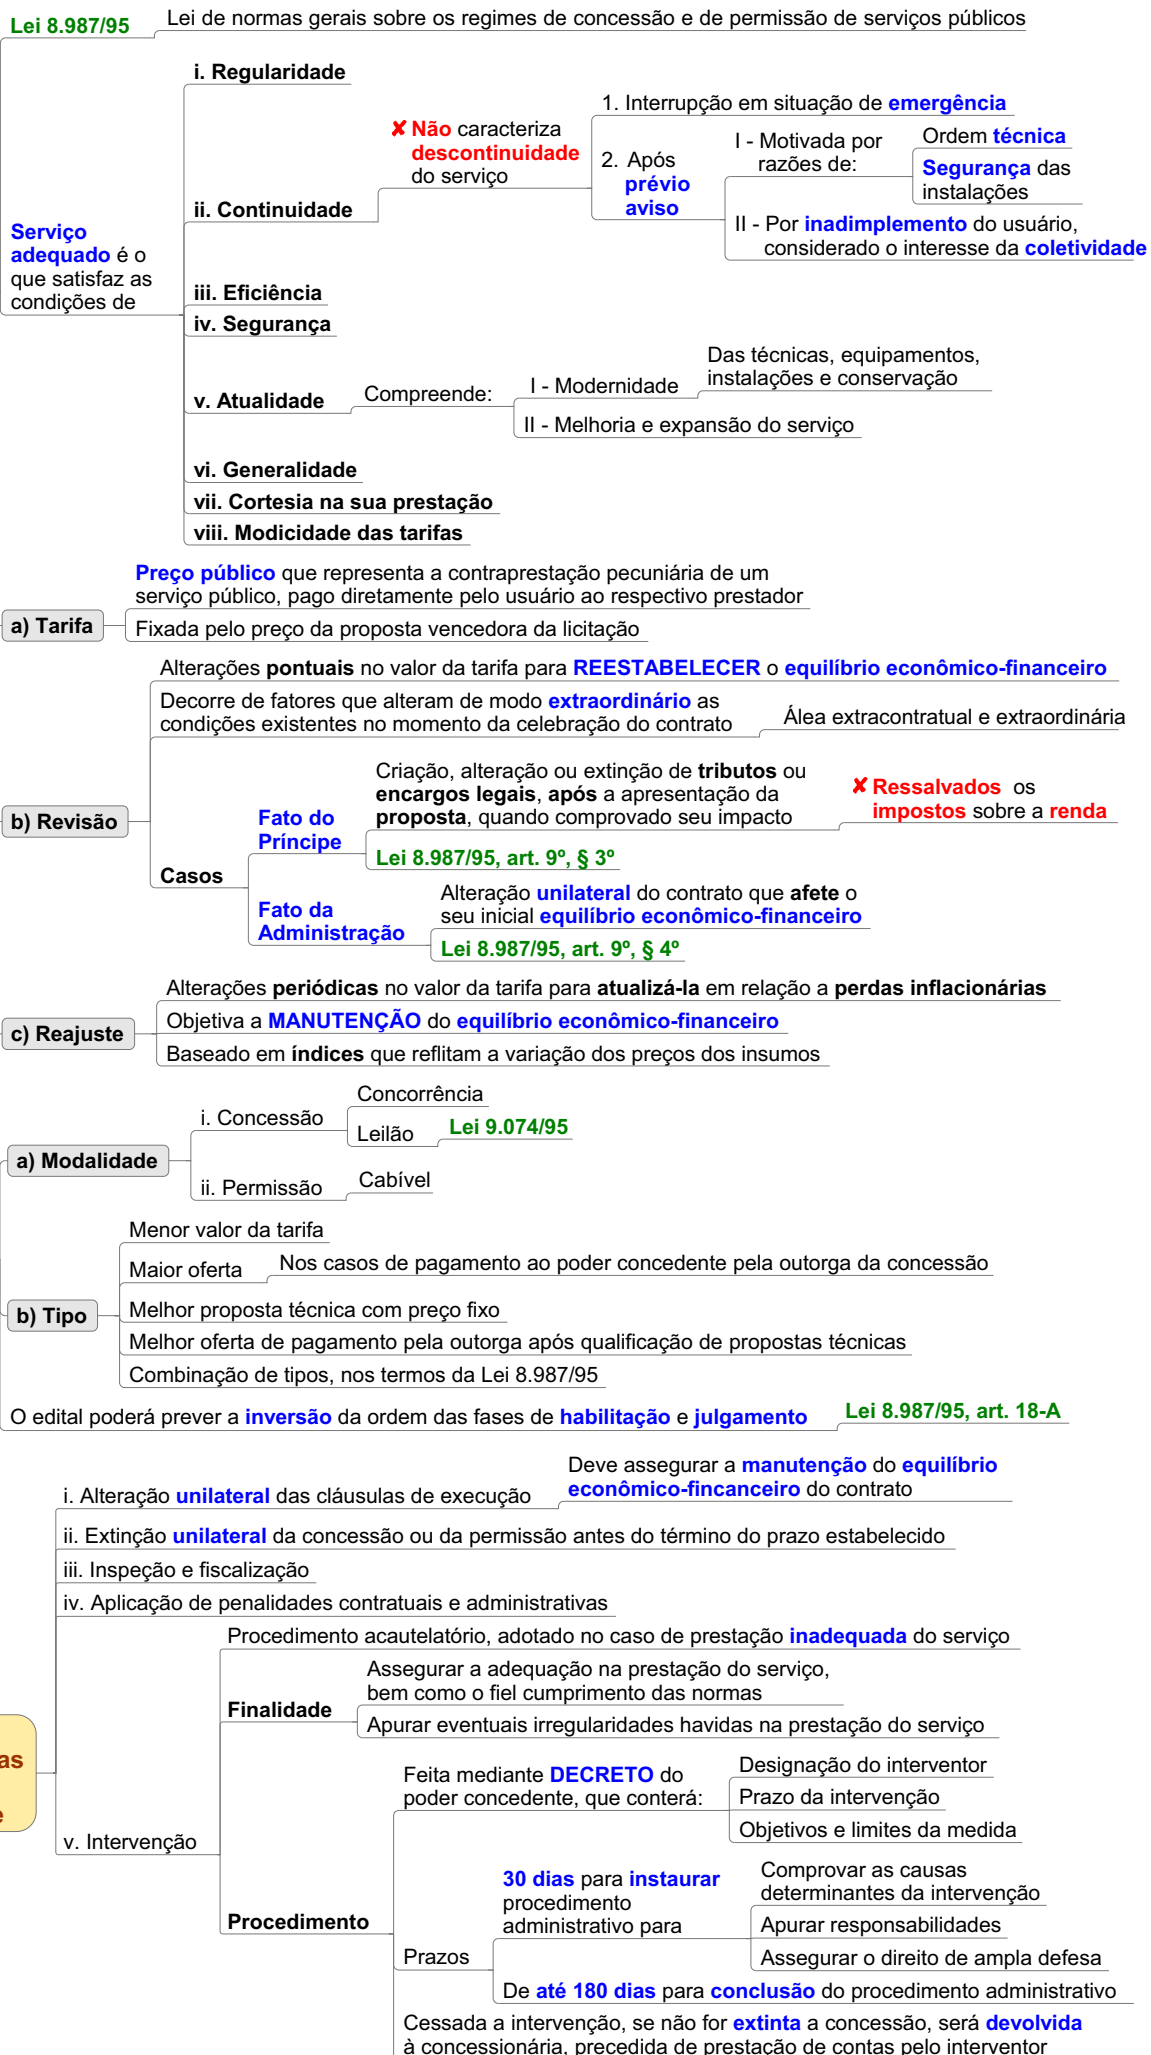 Lei 8.987/95
Lei de normas gerais sobre os regimes de concessão e de permissão de serviços públicos
Serviço
adequado é o
que satisfaz as
condições de
i. Regularidade
ii. Continuidade
✘ Não caracteriza
descontinuidade
do serviço
1. Interrupção em situação de emergência
2. Após
prévio
aviso
I - Motivada por
razões de:
Ordem técnica
Segurança das
instalações
II - Por inadimplemento do usuário,
considerado o interesse da coletividade
iii. Eficiência
iv. Segurança
v. Atualidade
Compreende:
I - Modernidade
Das técnicas, equipamentos,
instalações e conservação
II - Melhoria e expansão do serviço
vi. Generalidade
vii. Cortesia na sua prestação
viii. Modicidade das tarifas
a) Tarifa
Preço público que representa a contraprestação pecuniária de um
serviço público, pago diretamente pelo usuário ao respectivo prestador
Fixada pelo preço da proposta vencedora da licitação
b) Revisão
Alterações pontuais no valor da tarifa para REESTABELECER o equilíbrio econômico-financeiro
Decorre de fatores que alteram de modo extraordinário as
condições existentes no momento da celebração do contrato
Álea extracontratual e extraordinária
Casos
Fato do
Príncipe
Criação, alteração ou extinção de tributos ou
encargos legais, após a apresentação da
proposta, quando comprovado seu impacto
✘ Ressalvados os
impostos sobre a renda
Lei 8.987/95, art. 9º, § 3º
Fato da
Administração
Alteração unilateral do contrato que afete o
seu inicial equilíbrio econômico-financeiro
Lei 8.987/95, art. 9º, § 4º
c) Reajuste
Alterações periódicas no valor da tarifa para atualizá-la em relação a perdas inflacionárias
Objetiva a MANUTENÇÃO do equilíbrio econômico-financeiro
Baseado em índices que reflitam a variação dos preços dos insumos
a) Modalidade
i. Concessão
Concorrência
Leilão
Lei 9.074/95
ii. Permissão
Cabível
b) Tipo
Menor valor da tarifa
Maior oferta
Nos casos de pagamento ao poder concedente pela outorga da concessão
Melhor proposta técnica com preço fixo
Melhor oferta de pagamento pela outorga após qualificação de propostas técnicas
Combinação de tipos, nos termos da Lei 8.987/95
O edital poderá prever a inversão da ordem das fases de habilitação e julgamento
Lei 8.987/95, art. 18-A
i. Alteração unilateral das cláusulas de execução
Deve assegurar a manutenção do equilíbrio
econômico-fincanceiro do contrato
ii. Extinção unilateral da concessão ou da permissão antes do término do prazo estabelecido
iii. Inspeção e fiscalização
iv. Aplicação de penalidades contratuais e administrativas
as
e
v. Intervenção
Procedimento acautelatório, adotado no caso de prestação inadequada do serviço
Finalidade
Assegurar a adequação na prestação do serviço,
bem como o fiel cumprimento das normas
Apurar eventuais irregularidades havidas na prestação do serviço
Procedimento
Feita mediante DECRETO do
poder concedente, que conterá:
Designação do interventor
Prazo da intervenção
Objetivos e limites da medida
Prazos
30 dias para instaurar
procedimento
administrativo para
Comprovar as causas
determinantes da intervenção
Apurar responsabilidades
Assegurar o direito de ampla defesa
De até 180 dias para conclusão do procedimento administrativo
Cessada a intervenção, se não for extinta a concessão, será devolvida
à concessionária, precedida de prestação de contas pelo interventor